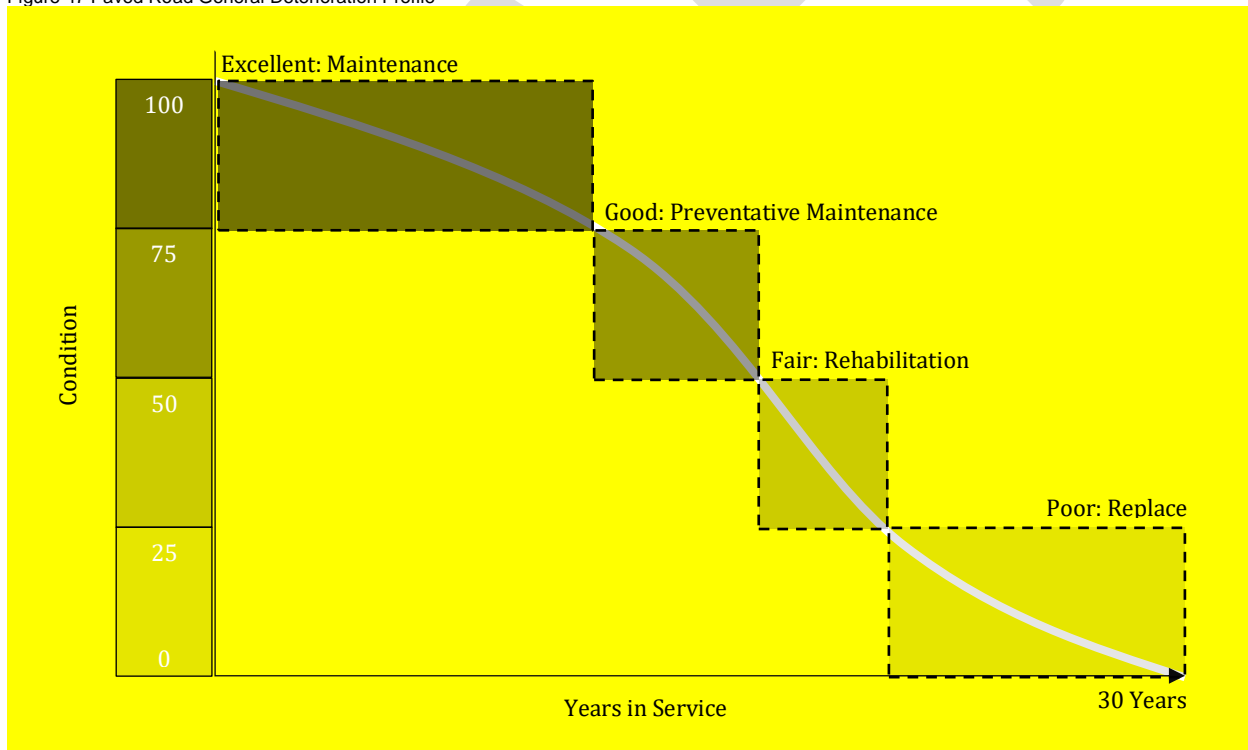 Figure 47 Paved Road General Deterioration Profile
Excellent: Maintenance
100
Good: Preventative Maintenance
75
Fair: Rehabilitation
Condition
50
Poor: Replace
25
0
30 Years
Years in Service